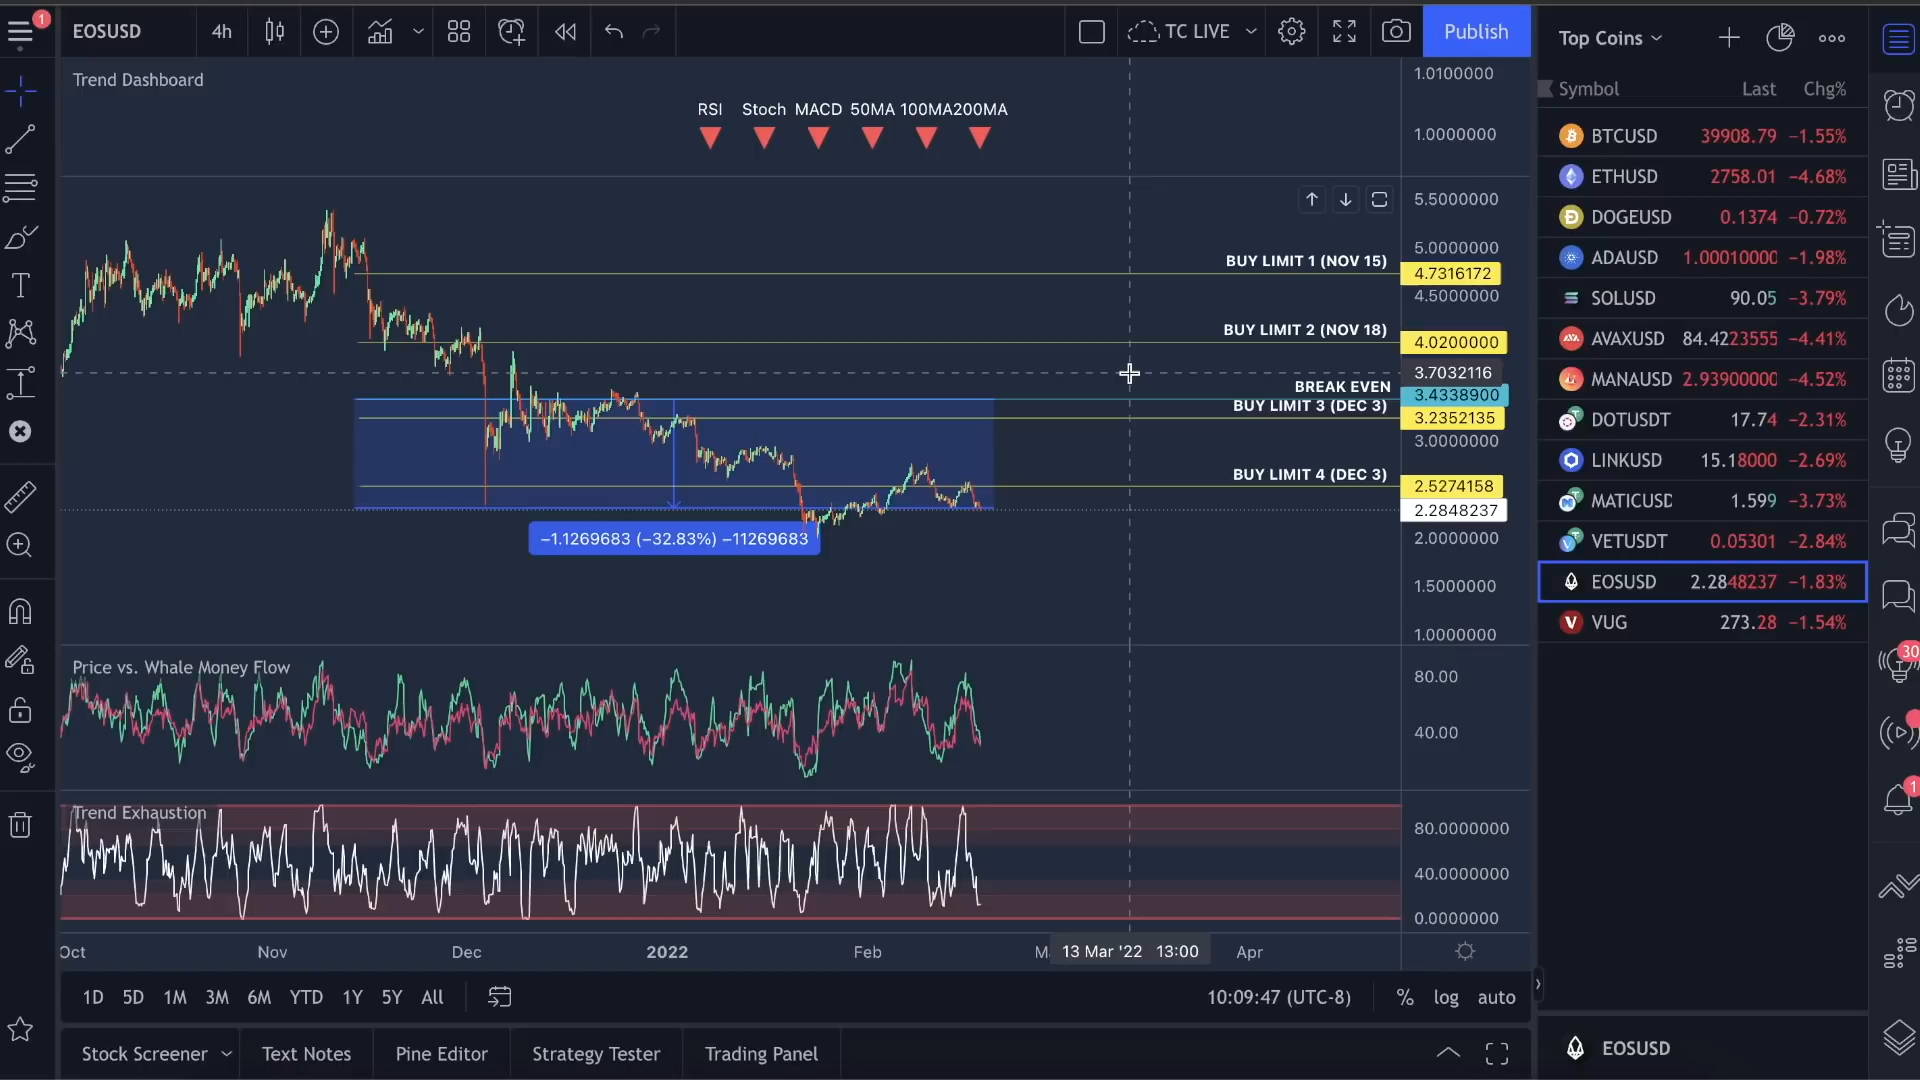 1
EOSUSD
4h
TC LIVE
Publish
Top Coins
Trend Dashboard
RSI Stoch MACD 50MA 100MA200MA
1.0100000
1.0000000
5.5000000
5.0000000
BUY LIMIT 1 (NOV 15)
4.7316172
4.5000000
BUY LIMIT 2 (NOV 18)
4.0200000
3.7032116
BREAK EVEN
3.4338900
BUY LIMIT 3 (DEC 3)
3.2352135
3.0000000
BUY LIMIT 4 (DEC 3)
2.5274158
2.2848237
−1.1269683 (−32.83%) −11269683
2.0000000
1.5000000
1.0000000
Price vs. Whale Money Flow
80.00
40.00
Trend Exhaustion
80.0000000
40.0000000
0.0000000
Oct Nov Dec 2022 Feb M 13 Mar '22 13:00 Apr
1D 5D 1M 3M 6M YTD 1Y 5Y All
10:09:47 (UTC-8) % log auto
Stock Screener Text Notes Pine Editor Strategy Tester Trading Panel
Symbol Last Chg%
BTCUSD 39908.79 −1.55%
ETHUSD 2758.01 −4.68%
DOGEUSD 0.1374 −0.72%
ADAUSD 1.00010000 −1.98%
SOLUSD 90.05 −3.79%
AVAXUSD 84.4223555 −4.41%
MANAUSD 2.93900000 −4.52%
DOTUSDT 17.74 −2.31%
LINKUSD 15.18000 −2.69%
MATICUSD 1.599 −3.73%
VETUSDT 0.05301 −2.84%
EOSUSD 2.2848237 −1.83%
V VUG 273.28 −1.54%
EOSUSD
30
1